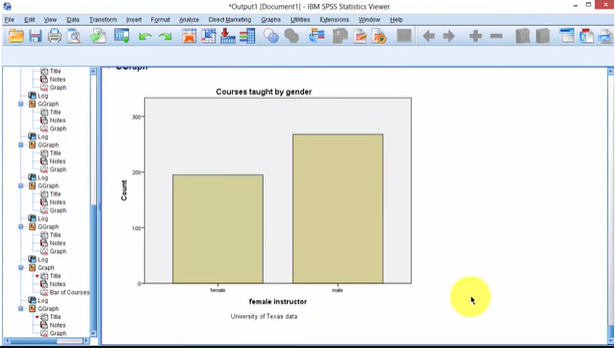 *Output1 [Document1] - IBM SPSS Statistics Viewer
File Edit View Data Transform Insert Format Analyze Direct Marketing Graphs Utilities Extensions Window Help
Title
Notes
Graph
Log
GGraph
Title
Notes
Graph
Log
GGraph
Title
Notes
Graph
Log
GGraph
Title
Notes
Graph
Log
GGraph
Title
Notes
Graph
Log
Graph
Title
Notes
Bar of Courses
Log
GGraph
Title
Notes
Graph
GGraph
Courses taught by gender
300
200
100
0
Count
female male
female instructor
University of Texas data